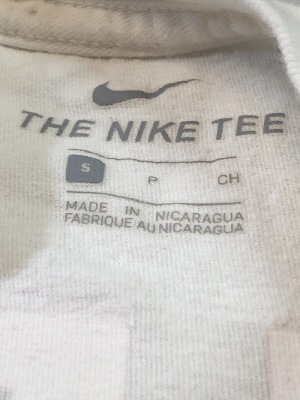 THE NIKE TEE
S P CH
MADE IN NICARAGUA
FABRIQUE AU NICARAGUA